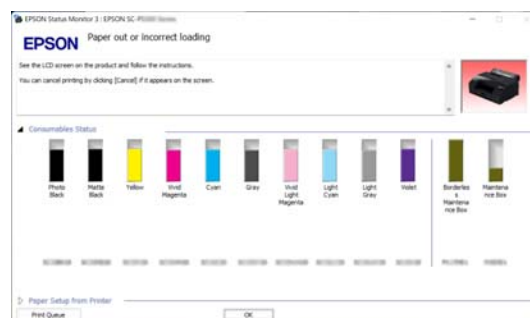 EPSON Status Monitor 3 : EPSON SC-
EPSON
Paper out or incorrect loading
See the LCD screen on the product and follow the instructions.
You can cancel printing by clicking [Cancel] if it appears on the screen.
Consumables Status
Photo
Black
Matte
Black
Yellow
Vivid
Magenta
Cyan
Gray
Vivid
Light
Magenta
Light
Cyan
Light
Gray
Violet
Borderles
s
Maintena
nce Box
Maintena
nce Box
Paper Setup from Printer
Print Queue
OK